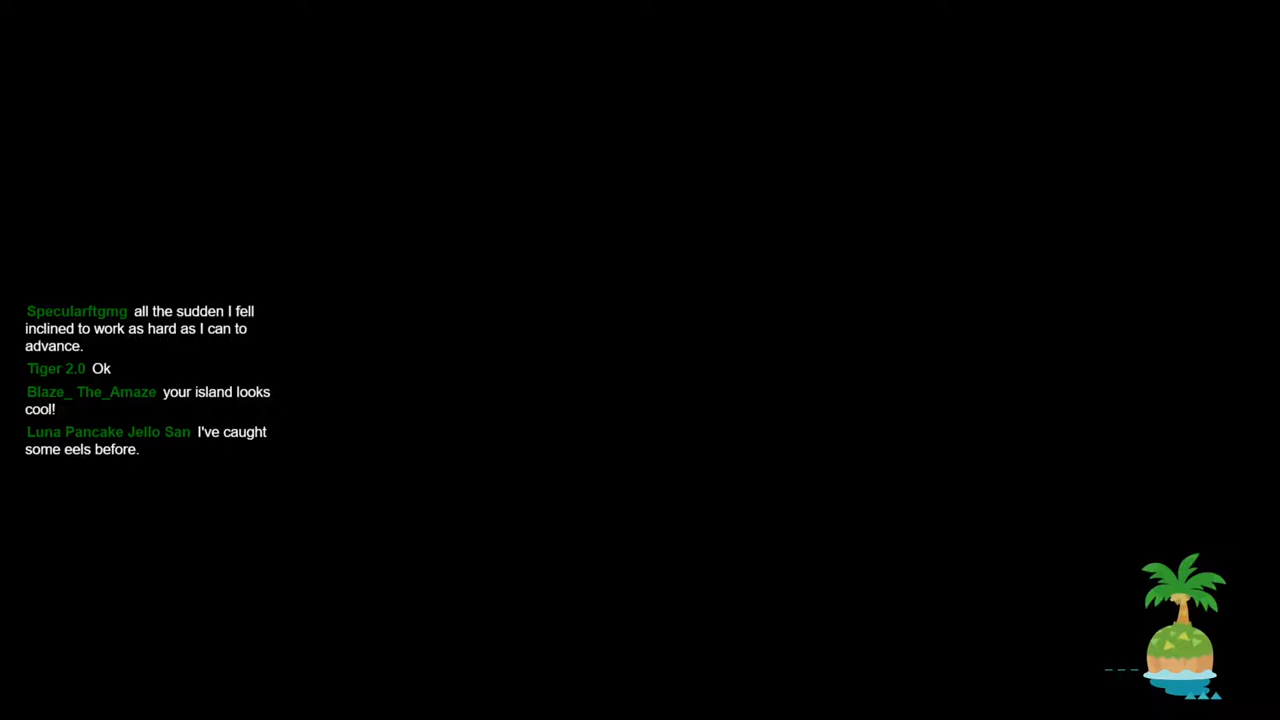 Specularftgmg all the sudden I fell
inclined to work as hard as I can to
advance.
Tiger 2.0 Ok
Blaze_ The_Amaze your island looks
cool!
Luna Pancake Jello San I've caught
some eels before.